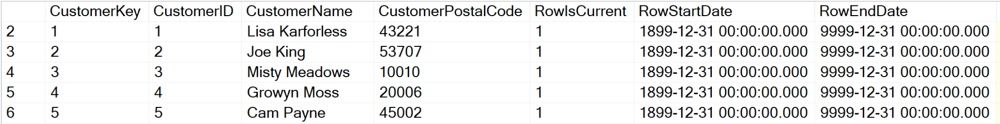 CustomerKey CustomerID CustomerName CustomerPostalCode RowIsCurrent RowStartDate RowEndDate
2 1 1 Lisa Karforless 43221 1 1899-12-31 00:00:00.000 9999-12-31 00:00:00.000
3 2 2 Joe King 53707 1 1899-12-31 00:00:00.000 9999-12-31 00:00:00.000
4 3 3 Misty Meadows 10010 1 1899-12-31 00:00:00.000 9999-12-31 00:00:00.000
5 4 4 Growyn Moss 20006 1 1899-12-31 00:00:00.000 9999-12-31 00:00:00.000
6 5 5 Cam Payne 45002 1 1899-12-31 00:00:00.000 9999-12-31 00:00:00.000